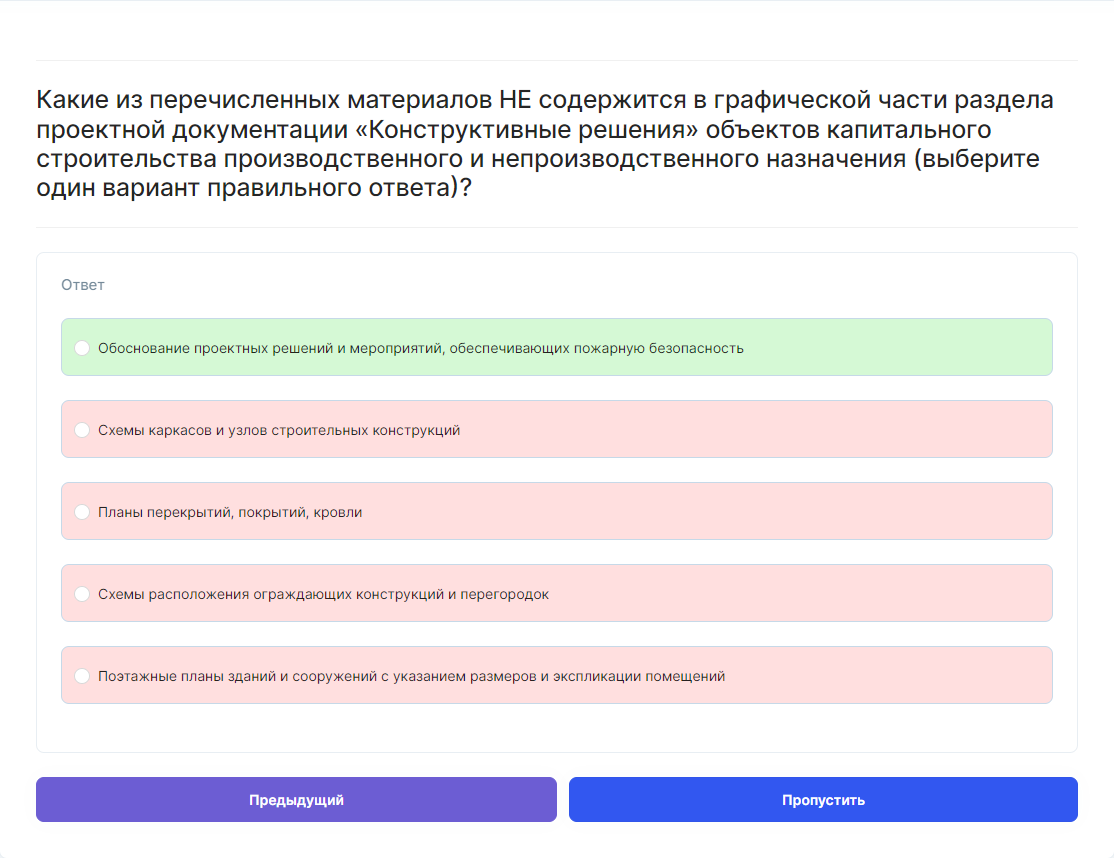 Какие из перечисленных материалов НЕ содержится в графической части раздела
проектной документации «Конструктивные решения» объектов капитального
строительства производственного и непроизводственного назначения (выберите
один вариант правильного ответа)?
Ответ
Обоснование проектных решений и мероприятий, обеспечивающих пожарную безопасность
Схемы каркасов и узлов строительных конструкций
Планы перекрытий, покрытий, кровли
Схемы расположения ограждающих конструкций и перегородок
Поэтажные планы зданий и сооружений с указанием размеров и экспликации помещений
Предыдущий
Пропустить